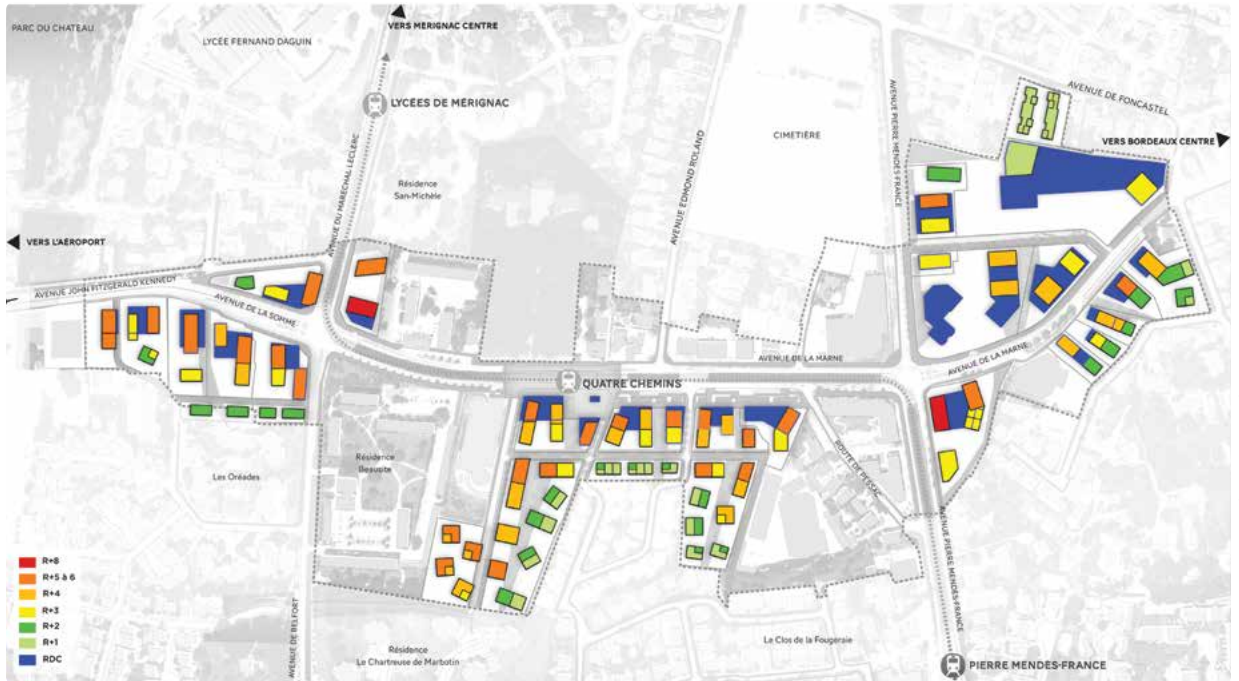 VERS MÉRIGNAC CENTRE
PARC DU CHATEAU
LYCÉE FERNAND DAGUIN
LYCÉES DE MÉRIGNAC
AVENUE DE FONCASTEL
AVENUE PIERRE MENDES-FRANCE
CIMETIÈRE
VERS BORDEAUX CENTRE
AVENUE EDMOND ROLAND
AVENUE DU MARECHAL LECLERC
Résidence
San-Michèle
VERS L'AÉROPORT
AVENUE JOHN FITZGERALD KENNEDY
AVENUE DE LA SOMME
AVENUE DE LA MARNE
AVENUE DE LA MARNE
QUATRE CHEMINS
ROUTE DE PESSAC
Résidence
Beausite
Les Oréades
AVENUE PIERRE MENDES-FRANCE
AVENUE DE BELFORT
R+8
R+5 à 6
R+4
R+3
R+2
R+1
RDC
Le Clos de la Fougeraie
Résidence
Le Chartreuse de Marbotin
PIERRE MENDES-FRANCE